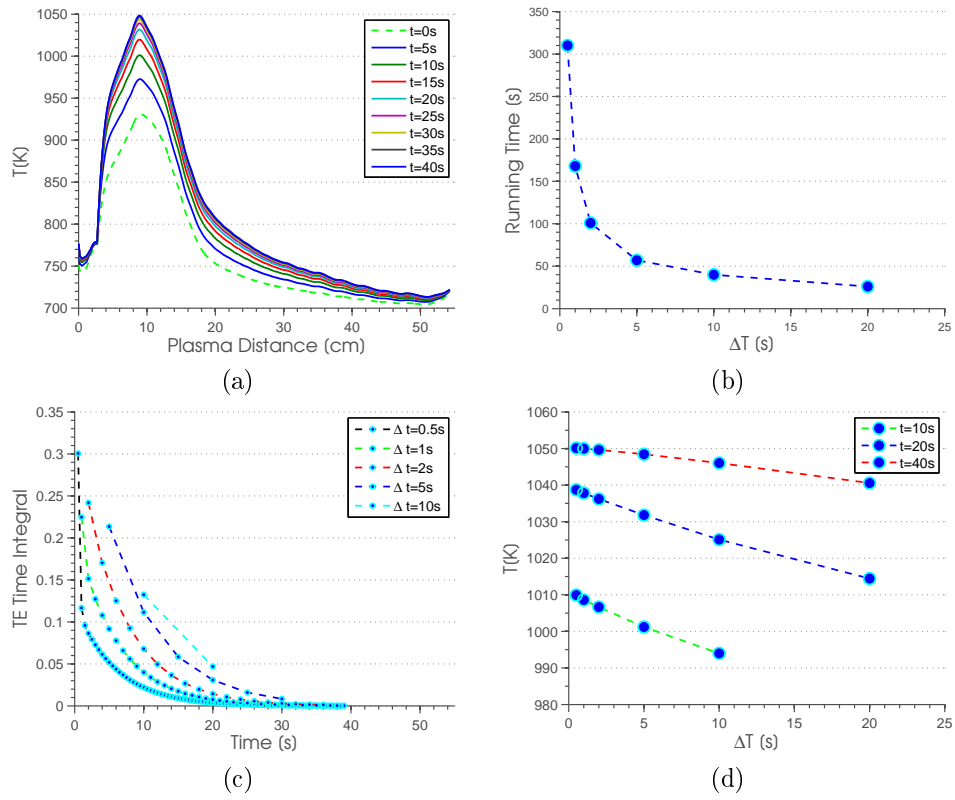 1050
1000
950
900
850
800
750
700
T(K)
0
10
20
30
40
50
Plasma Distance (cm)
t=0s
t=5s
t=10s
t=15s
t=20s
t=25s
t=30s
t=35s
t=40s
(a)
350
300
250
200
150
100
50
0
Running Time (s)
0
5
10
15
20
25
ΔT (s)
(b)
0.35
0.3
0.25
0.2
0.15
0.1
0.05
0
TE Time Integral
0
10
20
30
40
50
Time (s)
Δ t=0.5s
Δ t=1s
Δ t=2s
Δ t=5s
Δ t=10s
(c)
1060
1050
1040
1030
1020
1010
1000
990
980
T(K)
0
5
10
15
20
25
ΔT (s)
t=10s
t=20s
t=40s
(d)